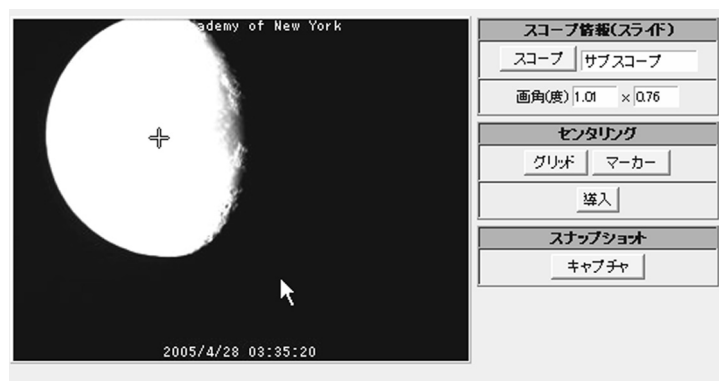 ademy of New York
2005/4/28 03:35:20
スコープ情報(スライド)
スコープ サブスコープ
画角(度) 1.01 × 0.76
センタリング
グリッド マーカー
導入
スナップショット
キャプチャ